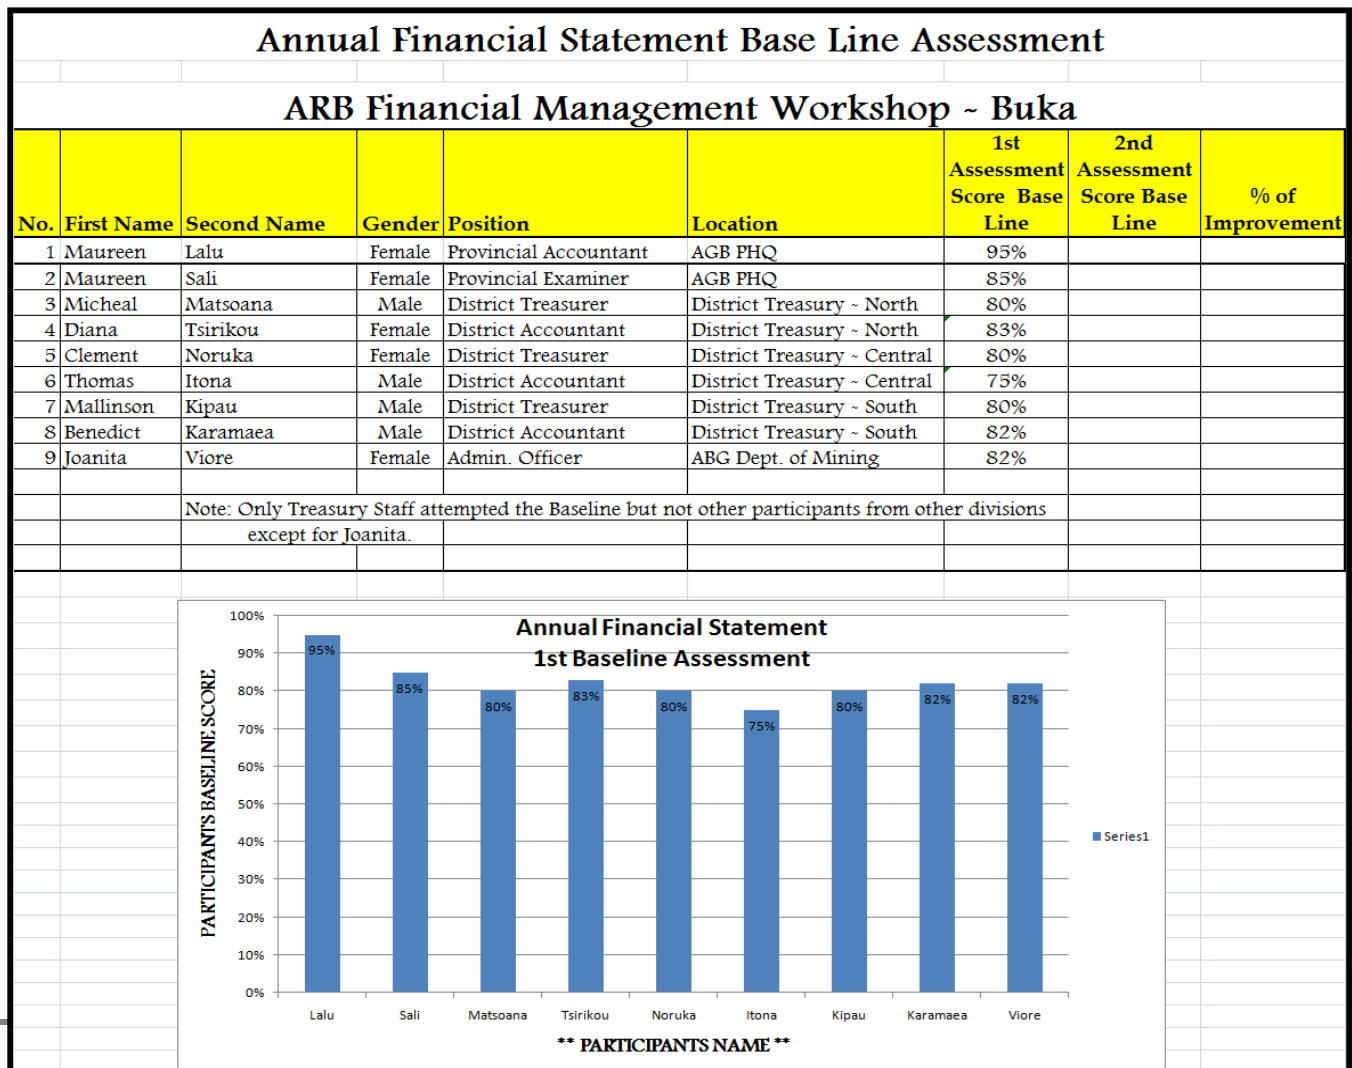 Annual Financial Statement Base Line Assessment
ARB Financial Management Workshop ~ Buka
No. First Name Second Name Gender Position Location 1st Assessment Score Base Line 2nd Assessment Score Base Line % of Improvement
1 Maureen Lalu Female Provincial Accountant AGB PHQ 95%
2 Maureen Sali Female Provincial Examiner AGB PHQ 85%
3 Micheal Matsoana Male District Treasurer District Treasury ~ North 80%
4 Diana Tsirikou Female District Accountant District Treasury ~ North 83%
5 Clement Noruka Female District Treasurer District Treasury ~ Central 80%
6 Thomas Itona Male District Accountant District Treasury ~ Central 75%
7 Mallinson Kipau Male District Treasurer District Treasury ~ South 80%
8 Benedict Karamaea Male District Accountant District Treasury ~ South 82%
9 Joanita Viore Female Admin. Officer ABG Dept. of Mining 82%
Note: Only Treasury Staff attempted the Baseline but not other participants from other divisions
except for Joanita.
Annual Financial Statement
1st Baseline Assessment
PARTICIPANTS BASELINE SCORE
100%
90%
80%
70%
60%
50%
40%
30%
20%
10%
0%
95% 85% 80% 83% 80% 75% 80% 82% 82%
Series1
Lalu Sali Matsoana Tsirikou Noruka Itona Kipau Karamaea Viore
** PARTICIPANTS NAME **